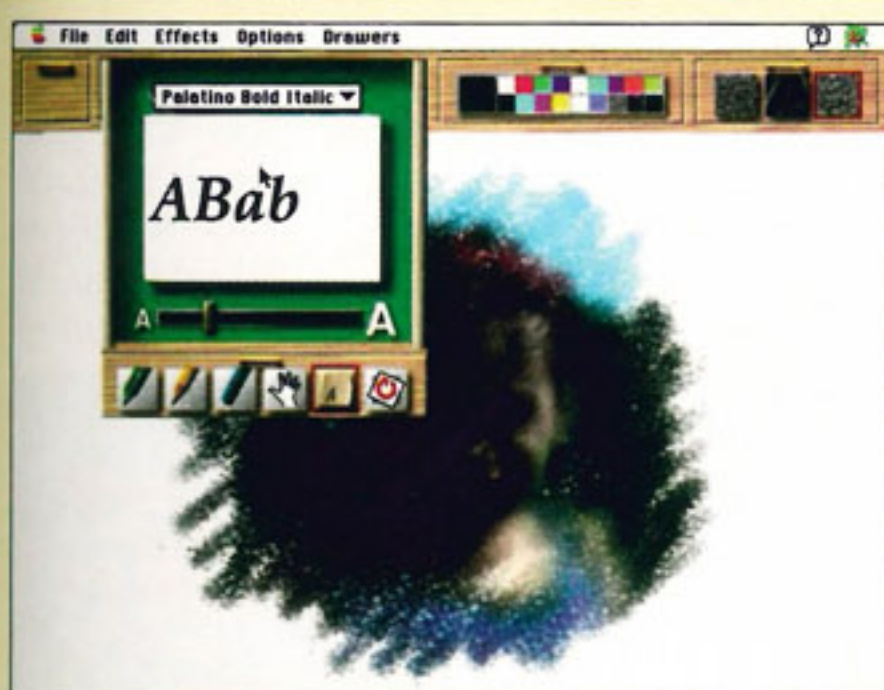 File Edit Effects Options Drawers
Palatino Bold Italic
ABab
A A
A